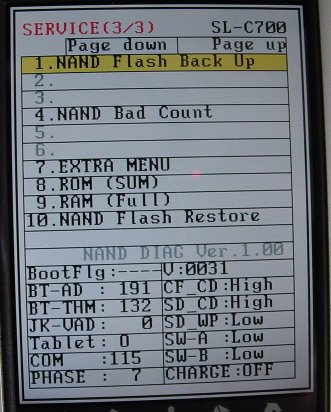 SERVICE(3/3) SL-C700
Page down Page up
1.NAND Flash Back Up
2.
3.
4.NAND Bad Count
5.
6.
7.EXTRA MENU
8.ROM (SUM)
9.RAM (Full)
10.NAND Flash Restore
NAND DIAG Ver.1.00
BootFlg:---- V:0031
BT-AD : 191 CF_CD:High
BT-THM: 132 SD_CD:High
JK-VAD: 0 SD_WP:Low
Tablet: 0 SW-A :Low
COM :115 SW-B :Low
PHASE : 7 CHARGE:OFF